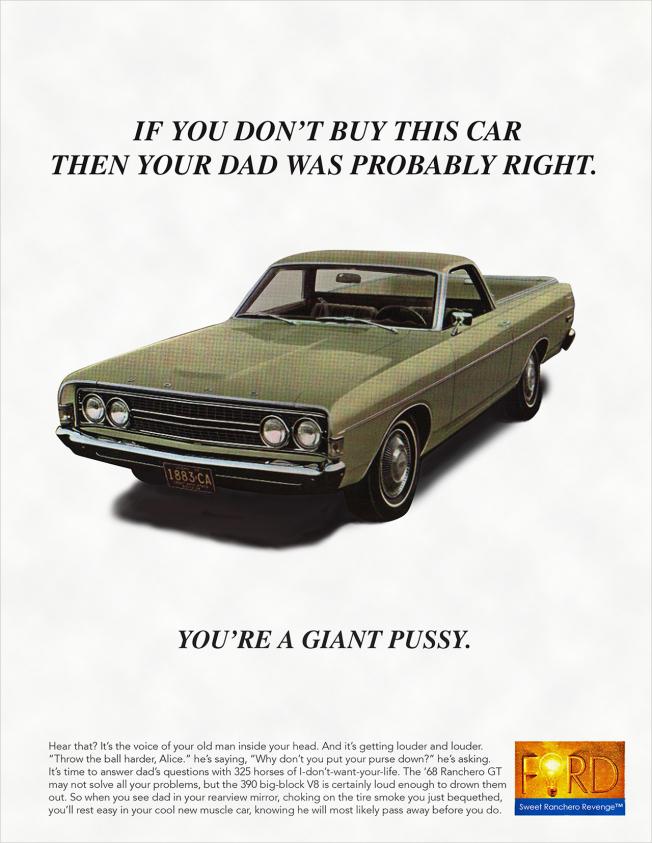 IF YOU DON'T BUY THIS CAR
THEN YOUR DAD WAS PROBABLY RIGHT.
FORD
1883·CA
YOU'RE A GIANT PUSSY.
Hear that? It's the voice of your old man inside your head. And it's getting louder and louder.
"Throw the ball harder, Alice." he's saying, "Why don't you put your purse down?" he's asking.
It's time to answer dad's questions with 325 horses of I-don't-want-your-life. The '68 Ranchero GT
may not solve all your problems, but the 390 big-block V8 is certainly loud enough to drown them
out. So when you see dad in your rearview mirror, choking on the tire smoke you just bequethed,
you'll rest easy in your cool new muscle car, knowing he will most likely pass away before you do.
FORD
Sweet Ranchero Revenge™